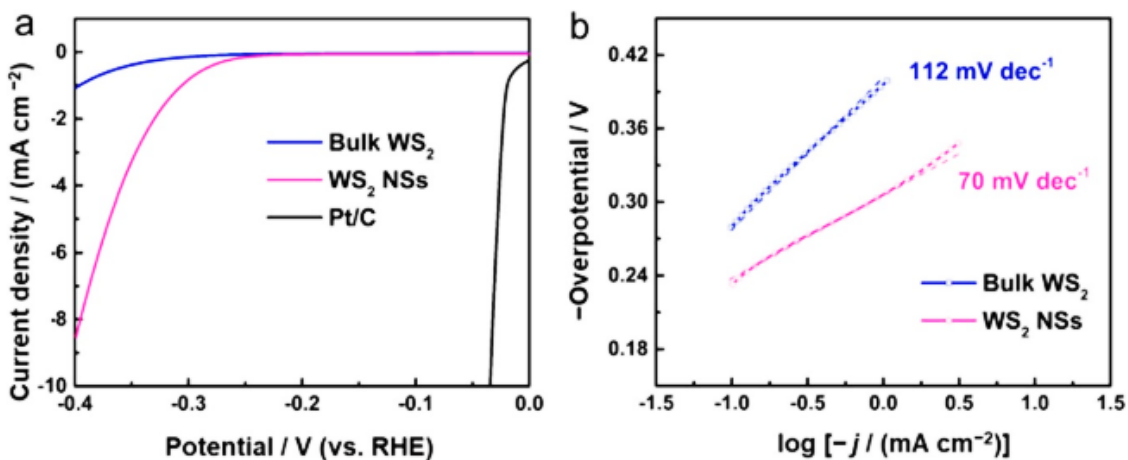 a
Current density / (mA cm⁻²)
0
-2
-4
-6
-8
-10
Bulk WS₂
WS₂ NSs
Pt/C
-0.4
-0.3
-0.2
-0.1
0.0
Potential / V (vs. RHE)
b
−Overpotential / V
0.42
0.36
0.30
0.24
0.18
112 mV dec⁻¹
70 mV dec⁻¹
Bulk WS₂
WS₂ NSs
-1.5
-1.0
-0.5
0.0
0.5
1.0
1.5
log [−j / (mA cm⁻²)]